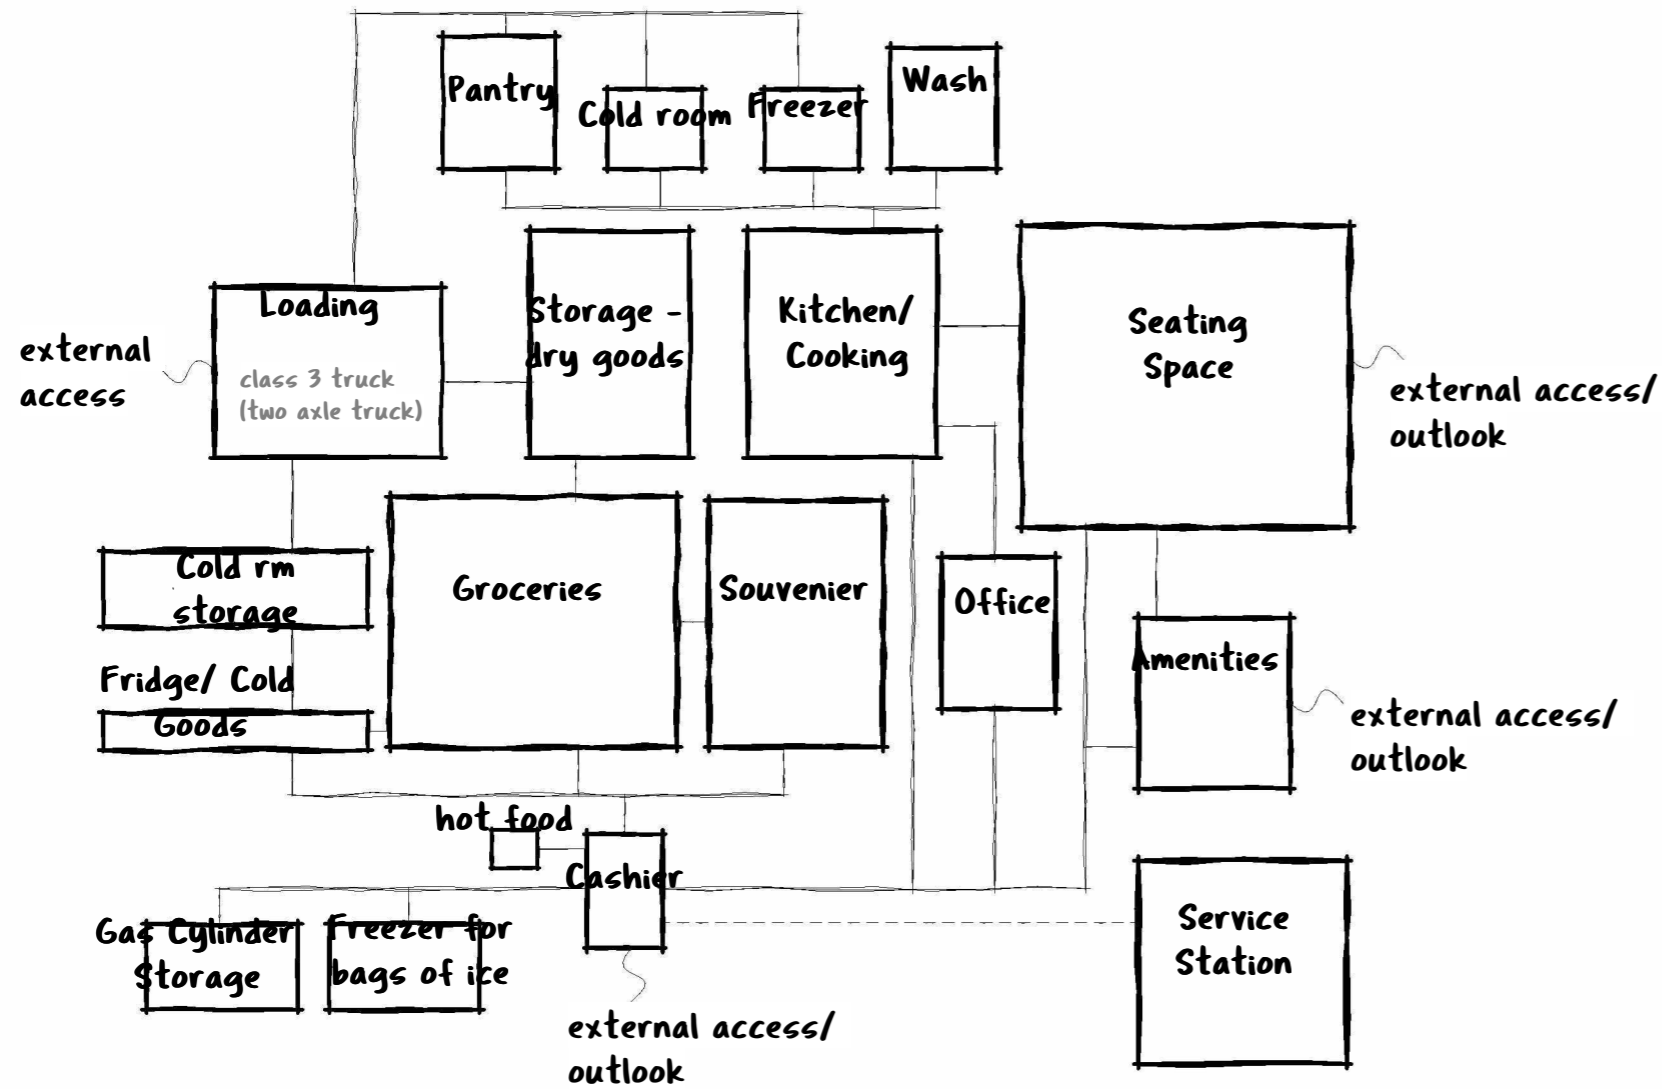 Pantry
Cold room
Freezer
Wash
Loading
class 3 truck
(two axle truck)
external
access
Storage -
dry goods
Kitchen/
Cooking
Seating
Space
external access/
outlook
Cold rm
storage
Fridge/ Cold
Goods
Groceries
Souvenier
Office
Amenities
external access/
outlook
hot food
Cashier
Gas Cylinder
Storage
Freezer for
bags of ice
Service
Station
external access/
outlook